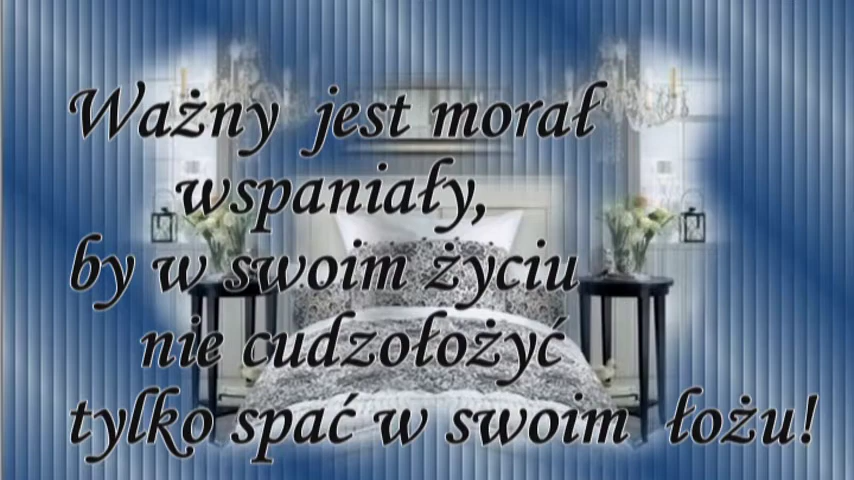 Ważny jest morał
wspaniały,
by w swoim życiu
nie cudzołożyć
tylko spać w swoim łożu!